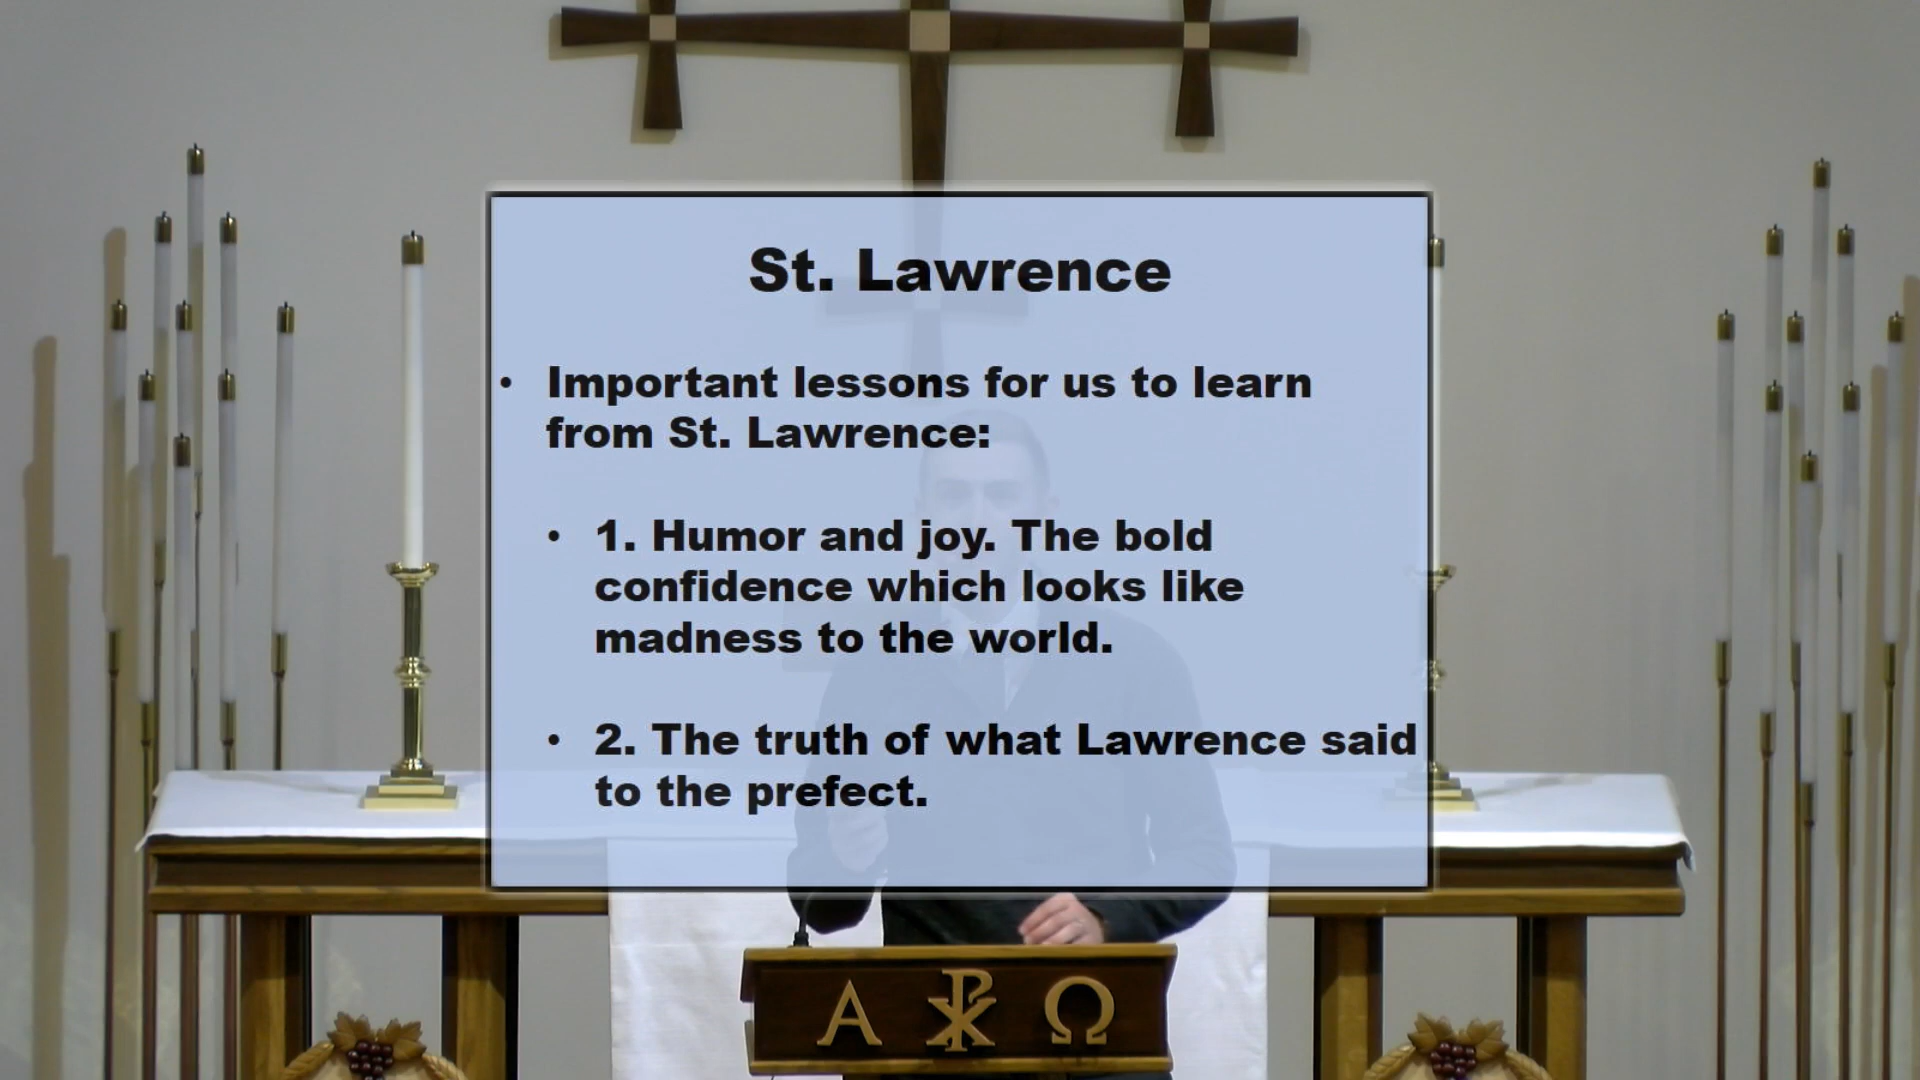 St. Lawrence
• Important lessons for us to learn
from St. Lawrence:
• 1. Humor and joy. The bold
confidence which looks like
madness to the world.
• 2. The truth of what Lawrence said
to the prefect.
Α ☧ Ω